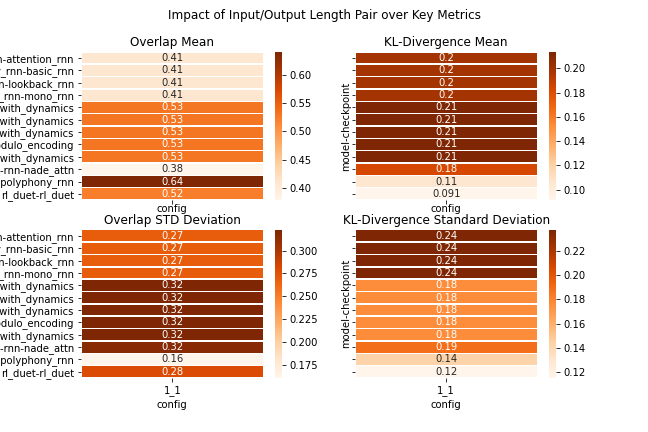 Impact of Input/Output Length Pair over Key Metrics
Overlap Mean
n-attention_rnn 0.41
_rnn-basic_rnn 0.41
n-lookback_rnn 0.41
_rnn-mono_rnn 0.41
with_dynamics 0.53
with_dynamics 0.53
with_dynamics 0.53
odulo_encoding 0.53
with_dynamics 0.53
-rnn-nade_attn 0.38
polyphony_rnn 0.64
rl_duet-rl_duet 0.52
config
0.60
0.55
0.50
0.45
0.40
KL-Divergence Mean
model-checkpoint
0.2
0.2
0.2
0.2
0.21
0.21
0.21
0.21
0.21
0.18
0.11
0.091
config
0.20
0.18
0.16
0.14
0.12
0.10
Overlap STD Deviation
n-attention_rnn 0.27
_rnn-basic_rnn 0.27
n-lookback_rnn 0.27
_rnn-mono_rnn 0.27
with_dynamics 0.32
with_dynamics 0.32
with_dynamics 0.32
odulo_encoding 0.32
with_dynamics 0.32
-rnn-nade_attn 0.32
polyphony_rnn 0.16
rl_duet-rl_duet 0.28
1_1
config
0.300
0.275
0.250
0.225
0.200
0.175
KL-Divergence Standard Deviation
model-checkpoint
0.24
0.24
0.24
0.24
0.18
0.18
0.18
0.18
0.18
0.19
0.14
0.12
1_1
config
0.22
0.20
0.18
0.16
0.14
0.12